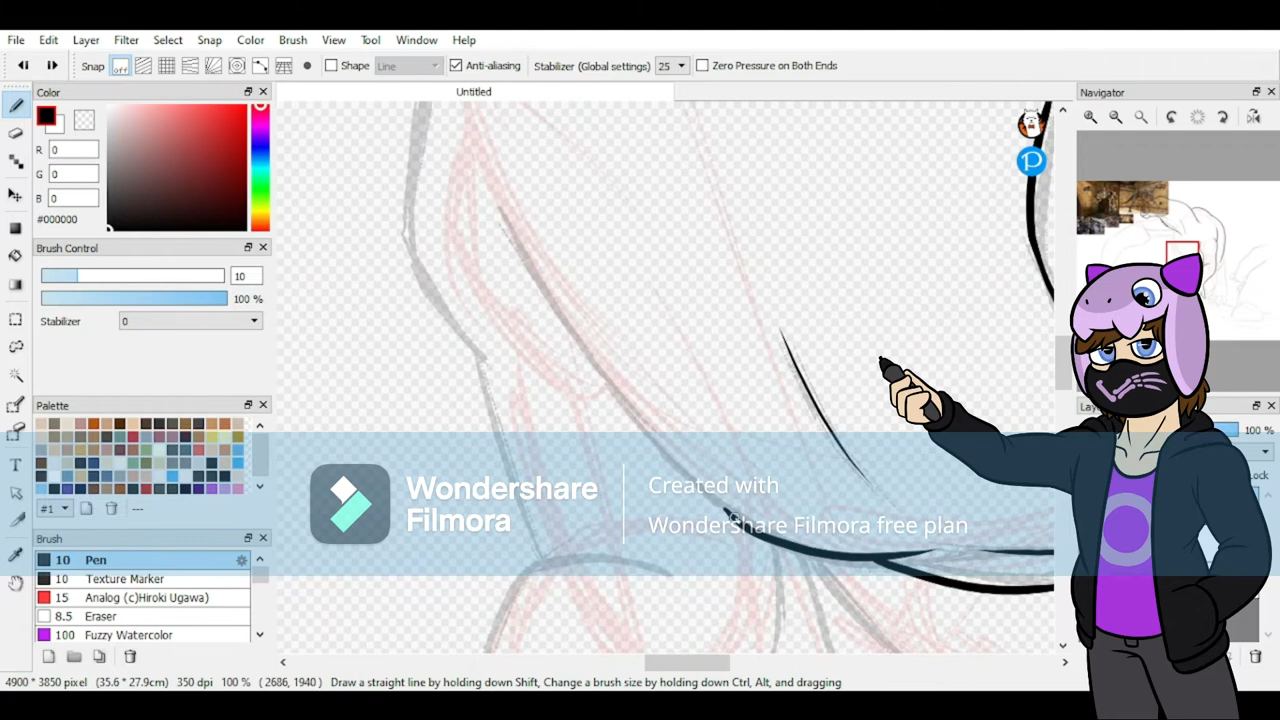 File Edit Layer Filter Select Snap Color Brush View Tool Window Help
Snap off Shape Line Anti-aliasing Stabilizer (Global settings) 25 Zero Pressure on Both Ends
Color Untitled Navigator
R 0
G 0
B 0
#000000
Brush Control
10
100 %
Stabilizer 0
Palette
100 %
#1 ---
Wondershare
Filmora
Created with
Wondershare Filmora free plan
Brush
10 Pen
10 Texture Marker
15 Analog (c)Hiroki Ugawa)
8.5 Eraser
100 Fuzzy Watercolor
4900 * 3850 pixel (35.6 * 27.9cm) 350 dpi 100 % ( 2686, 1940 ) Draw a straight line by holding down Shift, Change a brush size by holding down Ctrl, Alt, and dragging